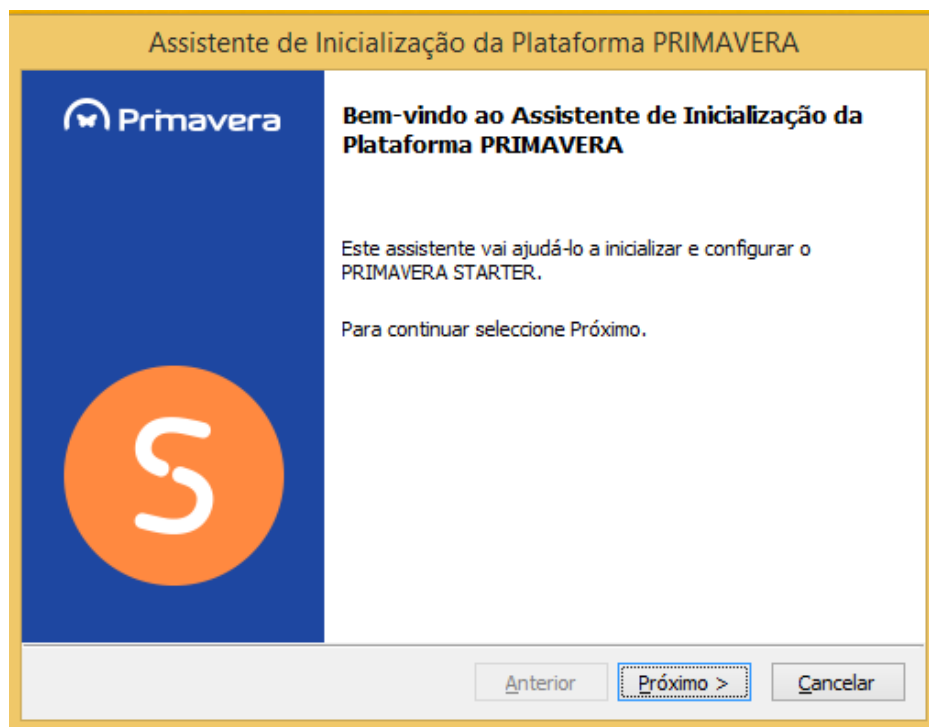 Assistente de Inicialização da Plataforma PRIMAVERA
Primavera
Bem-vindo ao Assistente de Inicialização da
Plataforma PRIMAVERA
Este assistente vai ajudá-lo a inicializar e configurar o
PRIMAVERA STARTER.
Para continuar seleccione Próximo.
S
Anterior
Próximo >
Cancelar